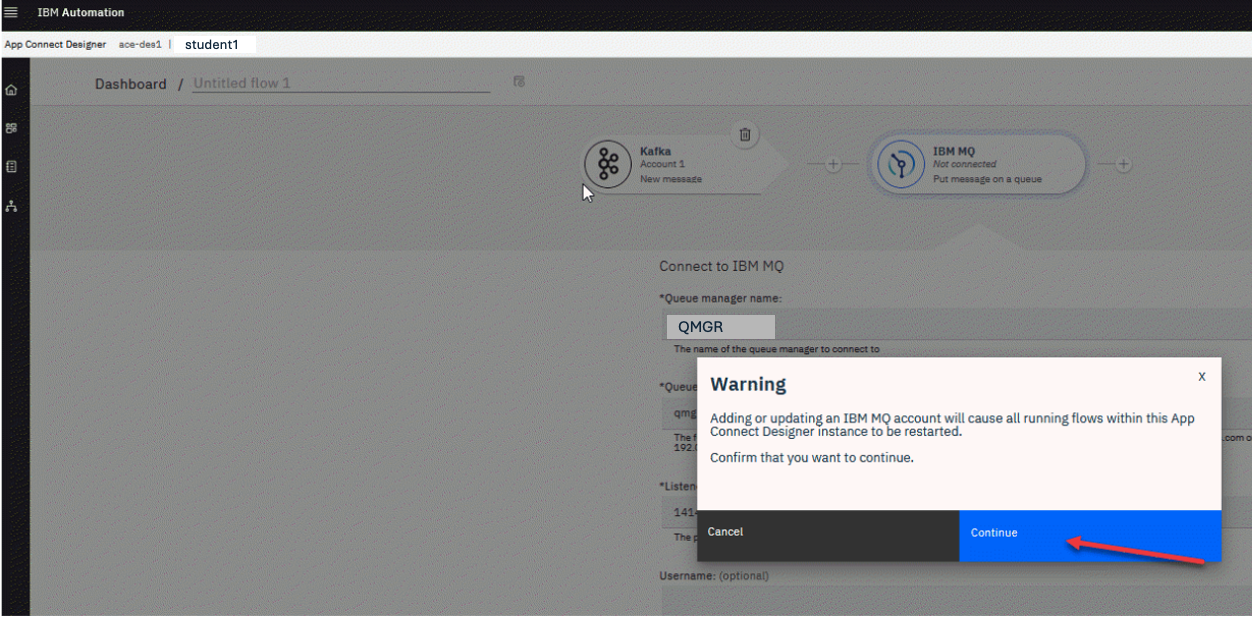 IBM Automation
App Connect Designer ace-des1 | student1
Dashboard / Untitled flow 1
Kafka
Account 1
New message
IBM MQ
Not connected
Put message on a queue
Connect to IBM MQ
*Queue manager name:
QMGR
The name of the queue manager to connect to
*Queue
qmg
The f
192.0
.com o
*Listen
1414
The p
Username: (optional)
Warning
X
Adding or updating an IBM MQ account will cause all running flows within this App
Connect Designer instance to be restarted.
Confirm that you want to continue.
Cancel
Continue